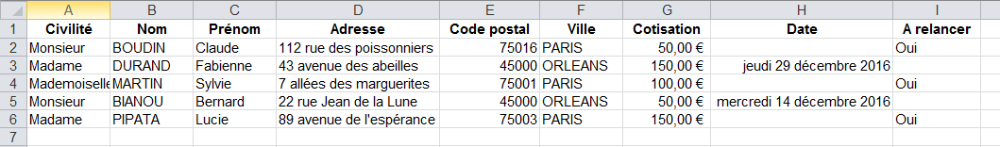 A B C D E F G H I
1 Civilité Nom Prénom Adresse Code postal Ville Cotisation Date A relancer
2 Monsieur BOUDIN Claude 112 rue des poissonniers 75016 PARIS 50,00 € Oui
3 Madame DURAND Fabienne 43 avenue des abeilles 45000 ORLEANS 150,00 € jeudi 29 décembre 2016
4 Mademoiselle MARTIN Sylvie 7 allées des marguerites 75001 PARIS 100,00 € Oui
5 Monsieur BIANOU Bernard 22 rue Jean de la Lune 45000 ORLEANS 50,00 € mercredi 14 décembre 2016
6 Madame PIPATA Lucie 89 avenue de l'espérance 75003 PARIS 150,00 € Oui
7